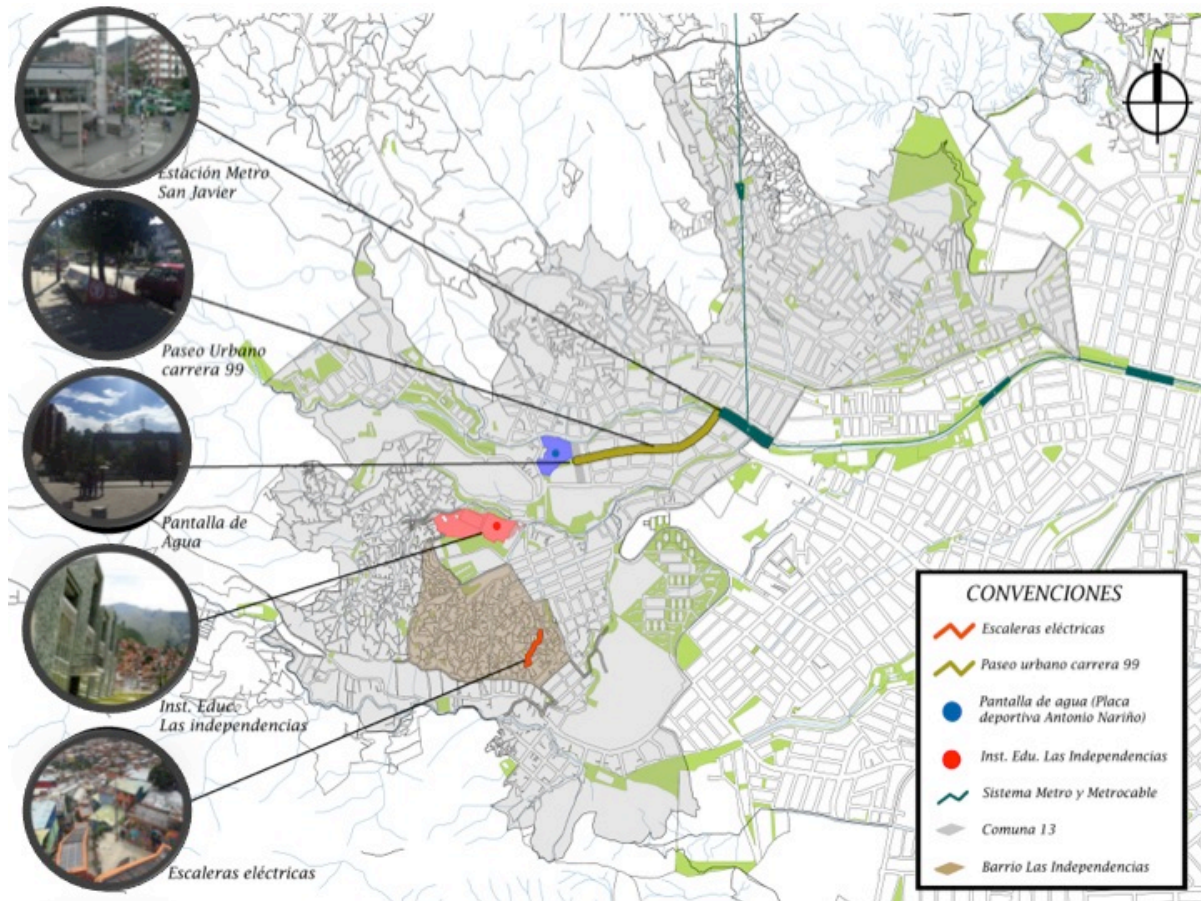 Estación Metro
San Javier
Paseo Urbano
carrera 99
Pantalla de
Agua
Inst. Educ.
Las independencias
Escaleras eléctricas
N
CONVENCIONES
Escaleras eléctricas
Paseo urbano carrera 99
Pantalla de agua (Placa
deportiva Antonio Nariño)
Inst. Edu. Las Independencias
Sistema Metro y Metrocable
Comuna 13
Barrio Las Independencias